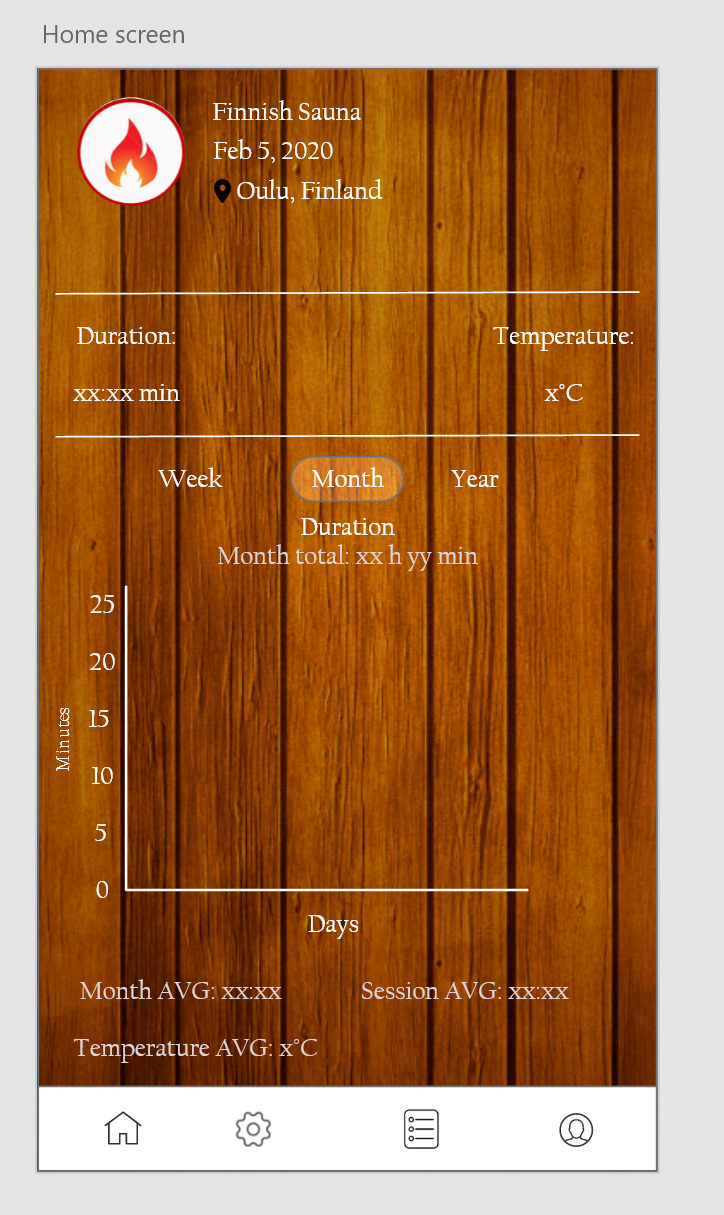 Home screen
Finnish Sauna
Feb 5, 2020
Oulu, Finland
Duration: Temperature:
xx:xx min x°C
Week Month Year
Duration
Month total: xx h yy min
25
20
15
10
5
0
Minutes
Days
Month AVG: xx:xx Session AVG: xx:xx
Temperature AVG: x°C